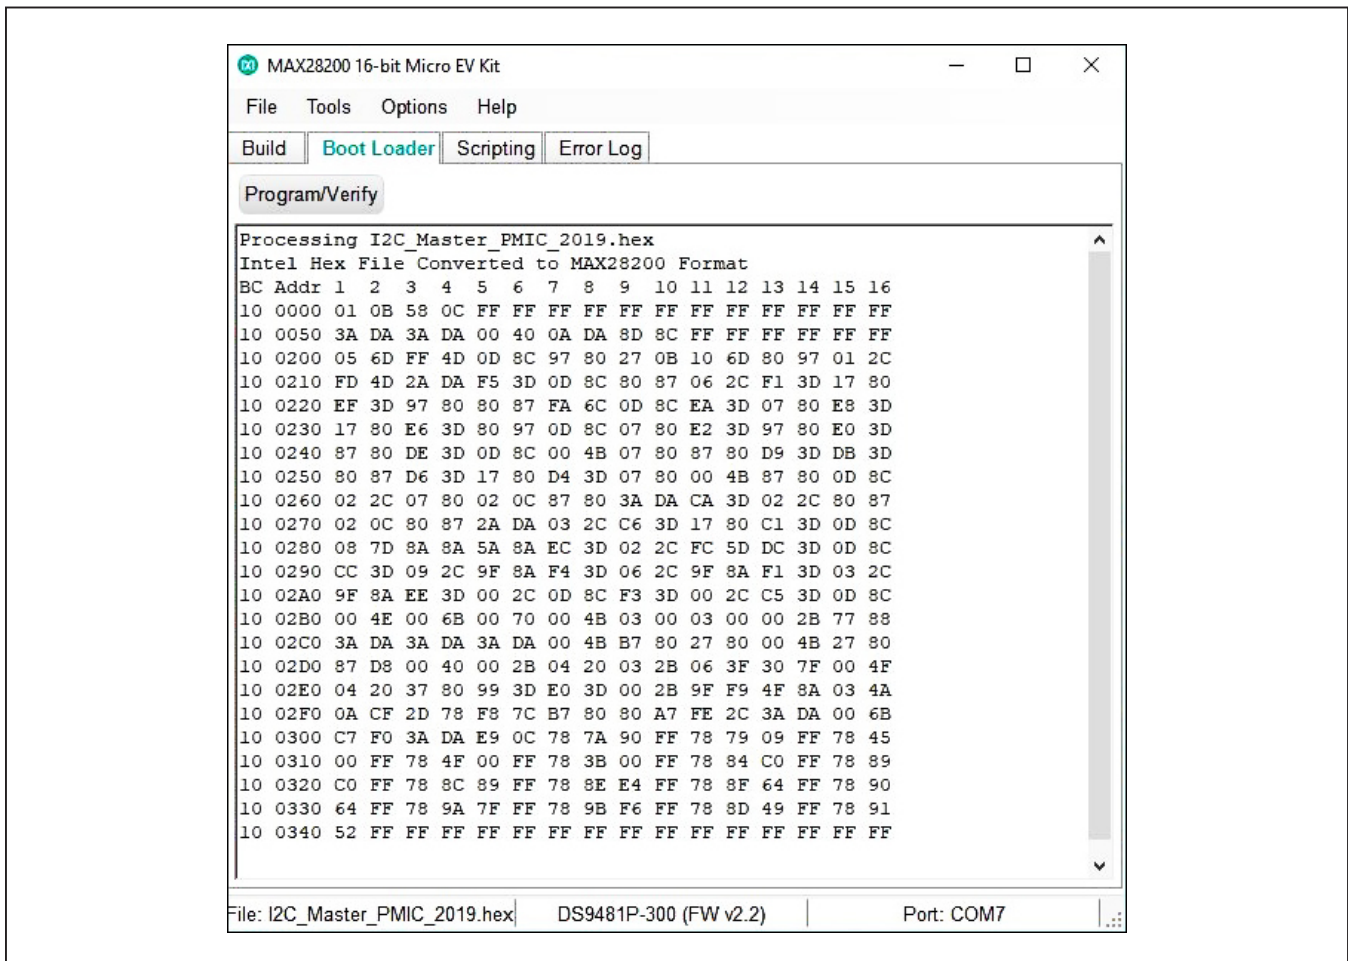 MAX28200 16-bit Micro EV Kit
File Tools Options Help
Build Boot Loader Scripting Error Log
Program/Verify
Processing I2C_Master_PMIC_2019.hex
Intel Hex File Converted to MAX28200 Format
BC Addr 1 2 3 4 5 6 7 8 9 10 11 12 13 14 15 16
10 0000 01 0B 58 0C FF FF FF FF FF FF FF FF FF FF FF FF
10 0050 3A DA 3A DA 00 40 0A DA 8D 8C FF FF FF FF FF FF
10 0200 05 6D FF 4D 0D 8C 97 80 27 0B 10 6D 80 97 01 2C
10 0210 FD 4D 2A DA F5 3D 0D 8C 80 87 06 2C F1 3D 17 80
10 0220 EF 3D 97 80 80 87 FA 6C 0D 8C EA 3D 07 80 E8 3D
10 0230 17 80 E6 3D 80 97 0D 8C 07 80 E2 3D 97 80 E0 3D
10 0240 87 80 DE 3D 0D 8C 00 4B 07 80 87 80 D9 3D DB 3D
10 0250 80 87 D6 3D 17 80 D4 3D 07 80 00 4B 87 80 0D 8C
10 0260 02 2C 07 80 02 0C 87 80 3A DA CA 3D 02 2C 80 87
10 0270 02 0C 80 87 2A DA 03 2C C6 3D 17 80 C1 3D 0D 8C
10 0280 08 7D 8A 8A 5A 8A EC 3D 02 2C FC 5D DC 3D 0D 8C
10 0290 CC 3D 09 2C 9F 8A F4 3D 06 2C 9F 8A F1 3D 03 2C
10 02A0 9F 8A EE 3D 00 2C 0D 8C F3 3D 00 2C C5 3D 0D 8C
10 02B0 00 4E 00 6B 00 70 00 4B 03 00 03 00 00 2B 77 88
10 02C0 3A DA 3A DA 3A DA 00 4B B7 80 27 80 00 4B 27 80
10 02D0 87 D8 00 40 00 2B 04 20 03 2B 06 3F 30 7F 00 4F
10 02E0 04 20 37 80 99 3D E0 3D 00 2B 9F F9 4F 8A 03 4A
10 02F0 0A CF 2D 78 F8 7C B7 80 80 A7 FE 2C 3A DA 00 6B
10 0300 C7 F0 3A DA E9 0C 78 7A 90 FF 78 79 09 FF 78 45
10 0310 00 FF 78 4F 00 FF 78 3B 00 FF 78 84 C0 FF 78 89
10 0320 C0 FF 78 8C 89 FF 78 8E E4 FF 78 8F 64 FF 78 90
10 0330 64 FF 78 9A 7F FF 78 9B F6 FF 78 8D 49 FF 78 91
10 0340 52 FF FF FF FF FF FF FF FF FF FF FF FF FF FF FF
File: I2C_Master_PMIC_2019.hex DS9481P-300 (FW v2.2) Port: COM7